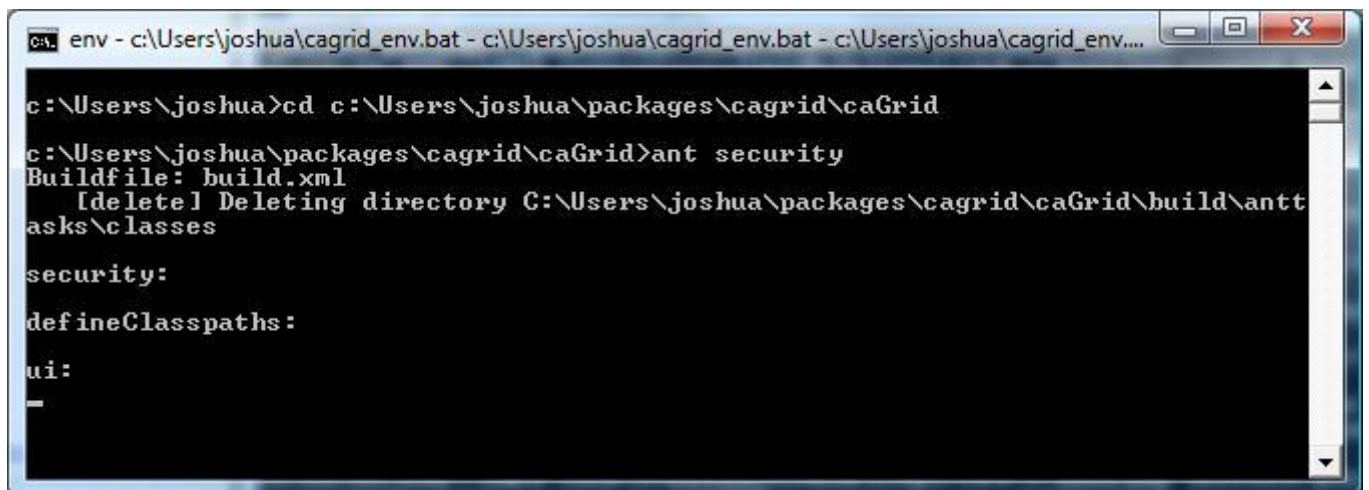 env - c:\Users\joshua\cagrid_env.bat - c:\Users\joshua\cagrid_env.bat - c:\Users\joshua\cagrid_env....
c:\Users\joshua>cd c:\Users\joshua\packages\cagrid\caGrid
c:\Users\joshua\packages\cagrid\caGrid>ant security
Buildfile: build.xml
   [delete] Deleting directory C:\Users\joshua\packages\cagrid\caGrid\build\antt
asks\classes
security:
defineClasspaths:
ui: